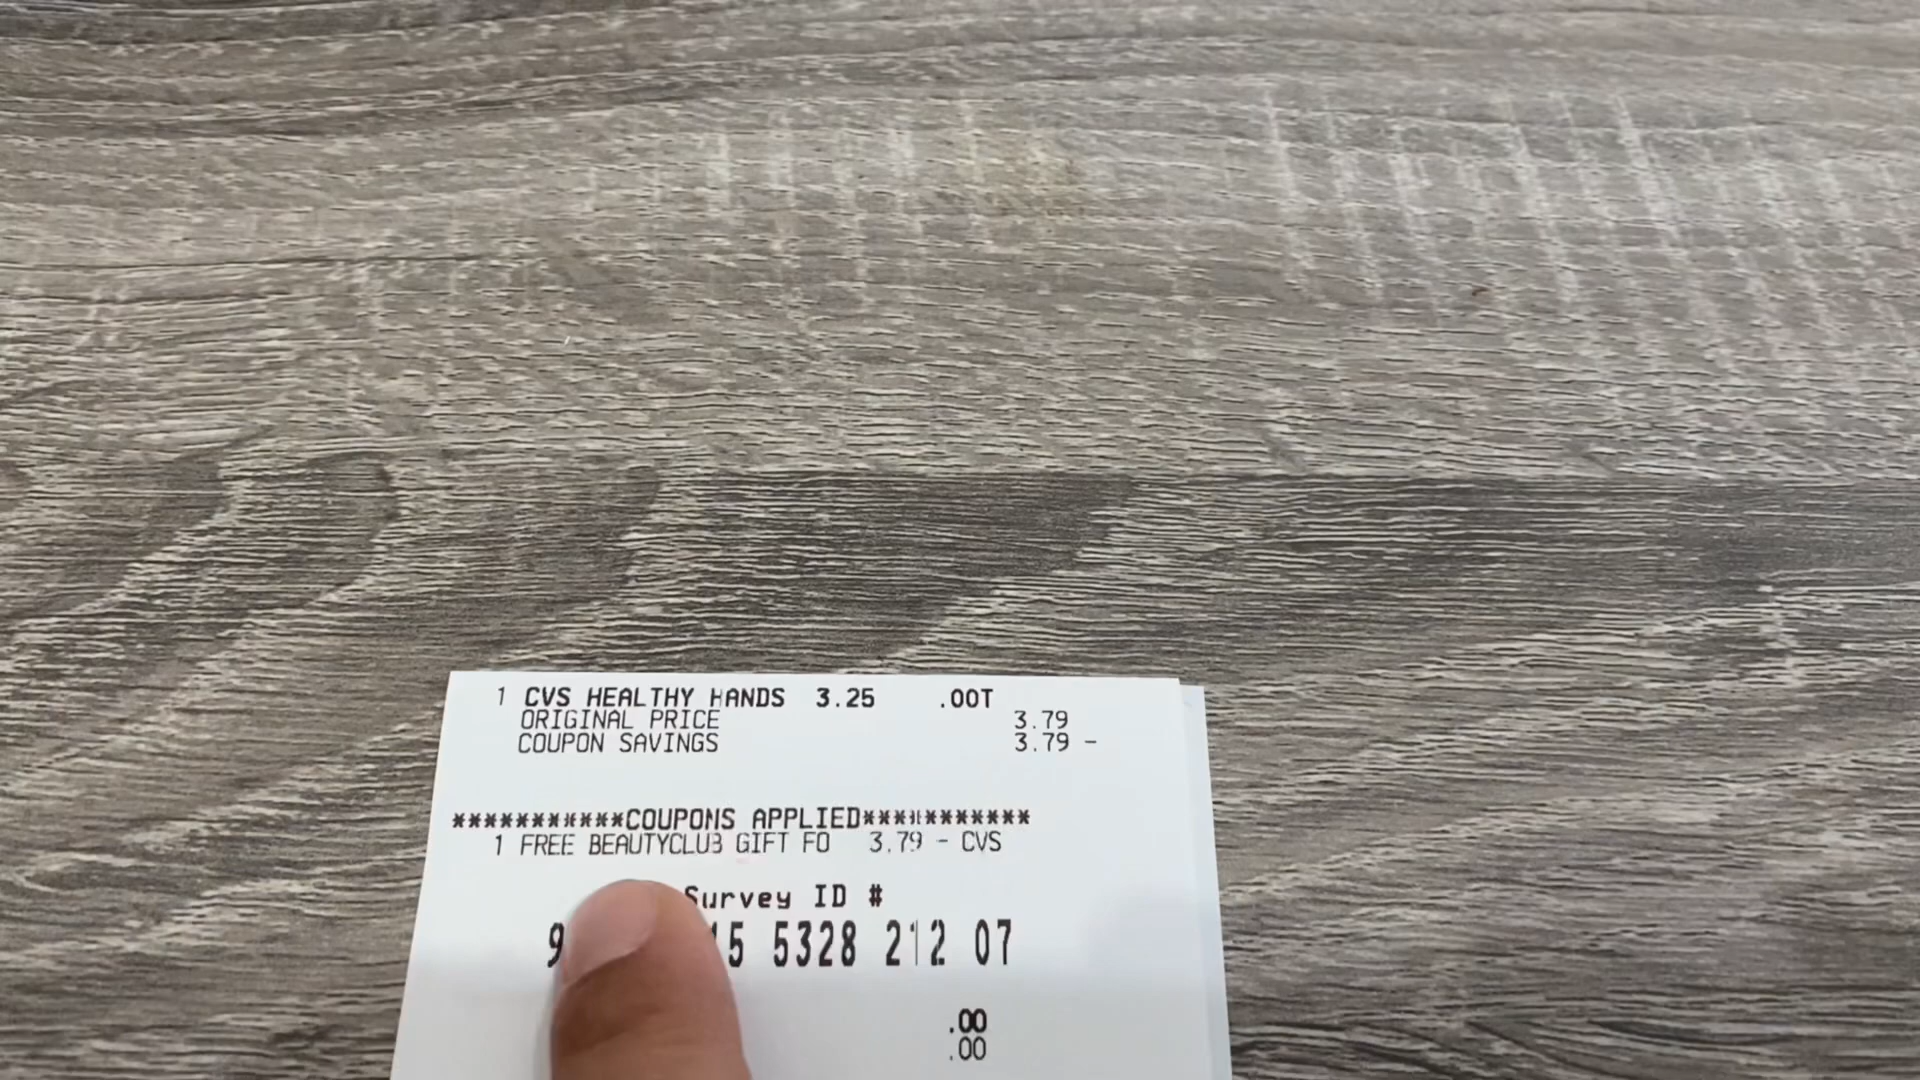 1 CVS HEALTHY HANDS 3.25 .00T
ORIGINAL PRICE 3.79
COUPON SAVINGS 3.79 -
***********COUPONS APPLIED***********
1 FREE BEAUTYCLUB GIFT FO 3.79 - CVS
Survey ID #
5328 212 07
.00
.00